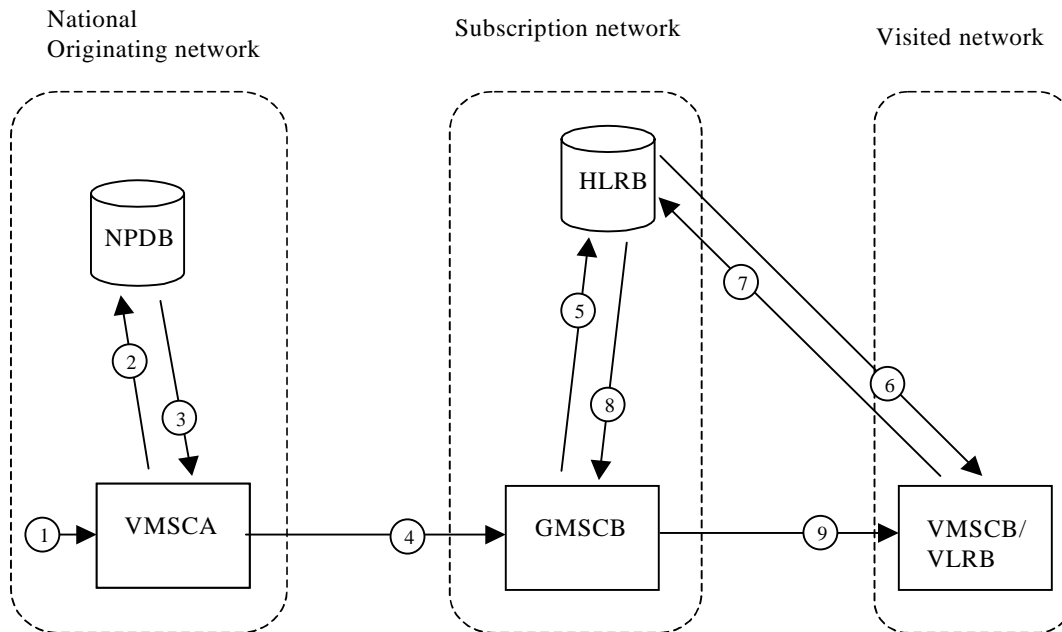 National
Originating network
Subscription network
Visited network
HLRB
NPDB
7
5
2
6
3
8
VMSCA
GMSCB
VMSCB/
VLRB
1
4
9